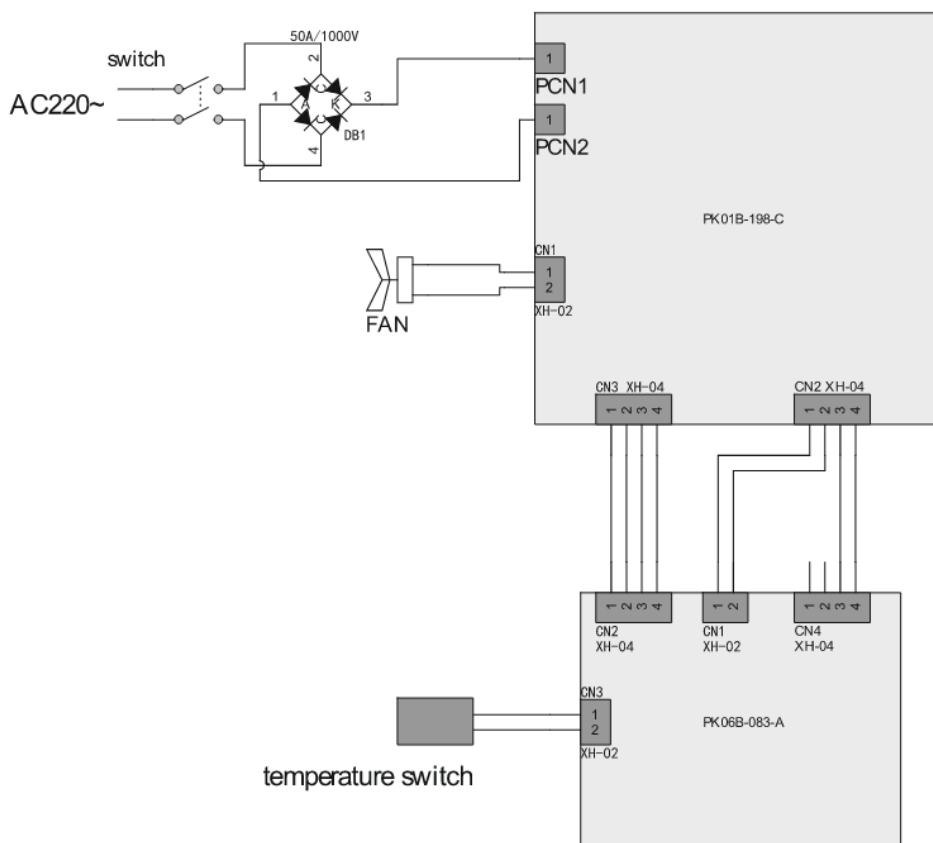 50A/1000V
switch
AC220~
2
1
A
K
3
4
DB1
1
PCN1
1
PCN2
PK01B-198-C
CN1
1
2
XH-02
FAN
CN3 XH-04
1 2 3 4
CN2 XH-04
1 2 3 4
1 2 3 4
CN2
XH-04
1 2
CN1
XH-02
1 2 3 4
CN4
XH-04
CN3
1
2
XH-02
PK06B-083-A
temperature switch